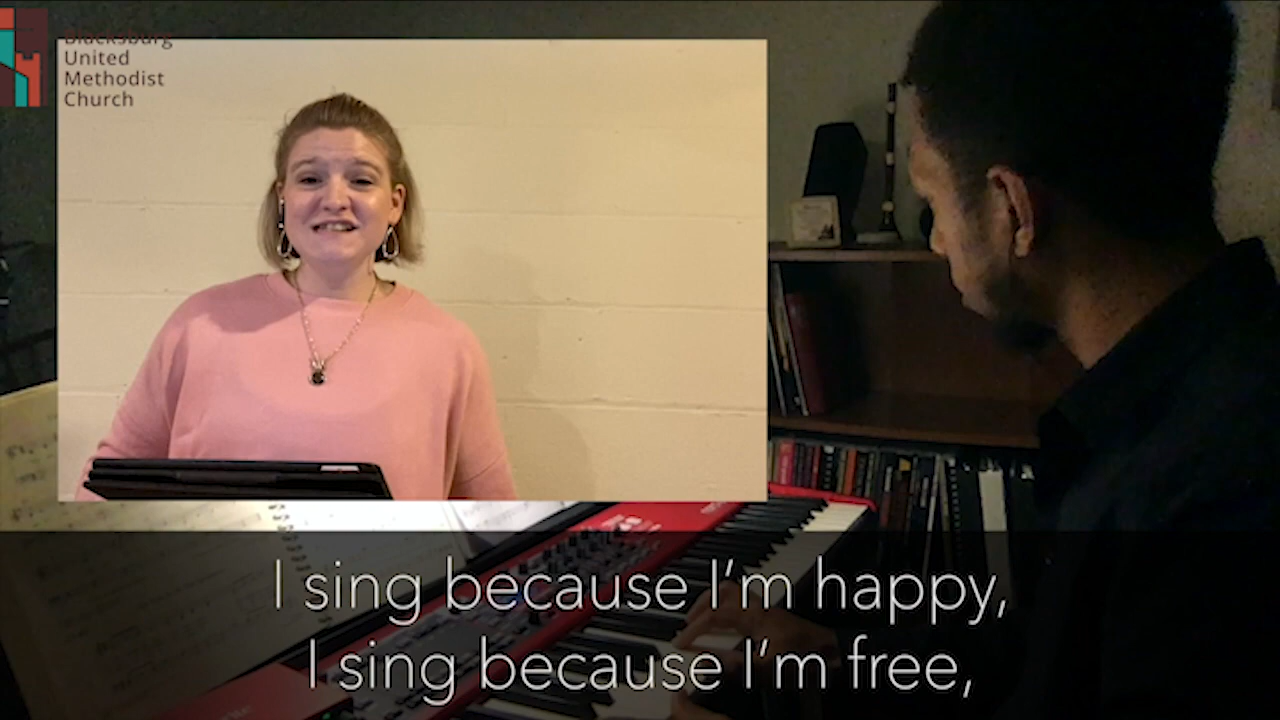 Blacksburg
United
Methodist
Church
I sing because I'm happy,
I sing because I'm free,